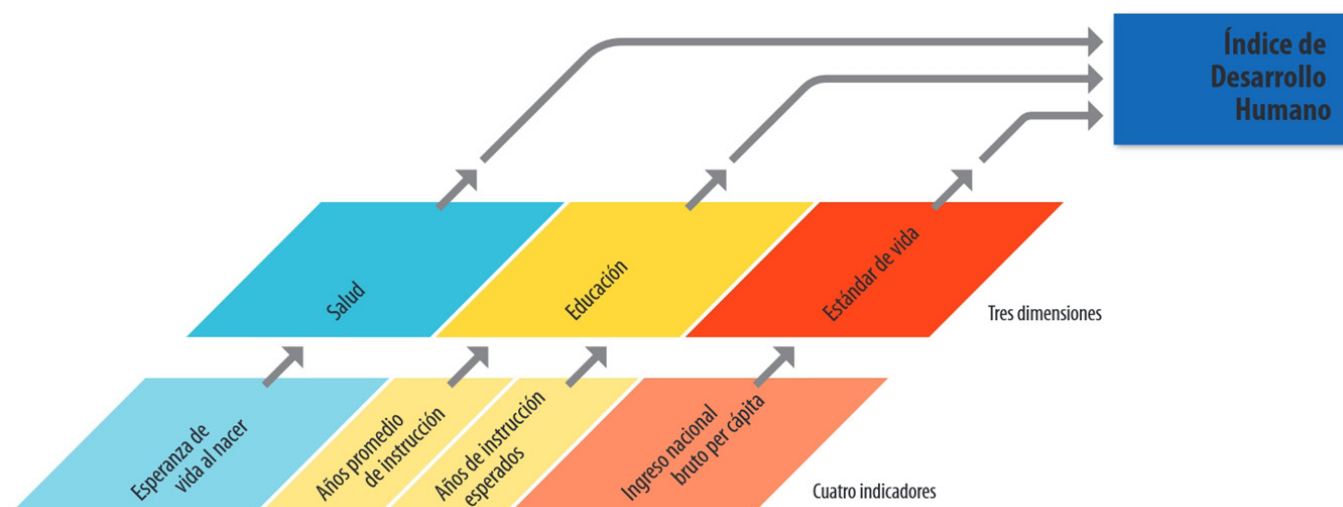 Índice de
Desarrollo
Humano
Salud
Educación
Estándar de vida
Tres dimensiones
Esperanza de
vida al nacer
Años promedio
de instrucción
Años de instrucción
esperados
Ingreso nacional
bruto per cápita
Cuatro indicadores